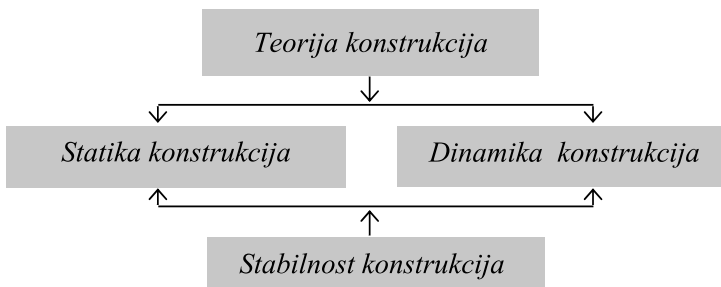 Teorija konstrukcija
Statika konstrukcija
Dinamika konstrukcija
Stabilnost konstrukcija